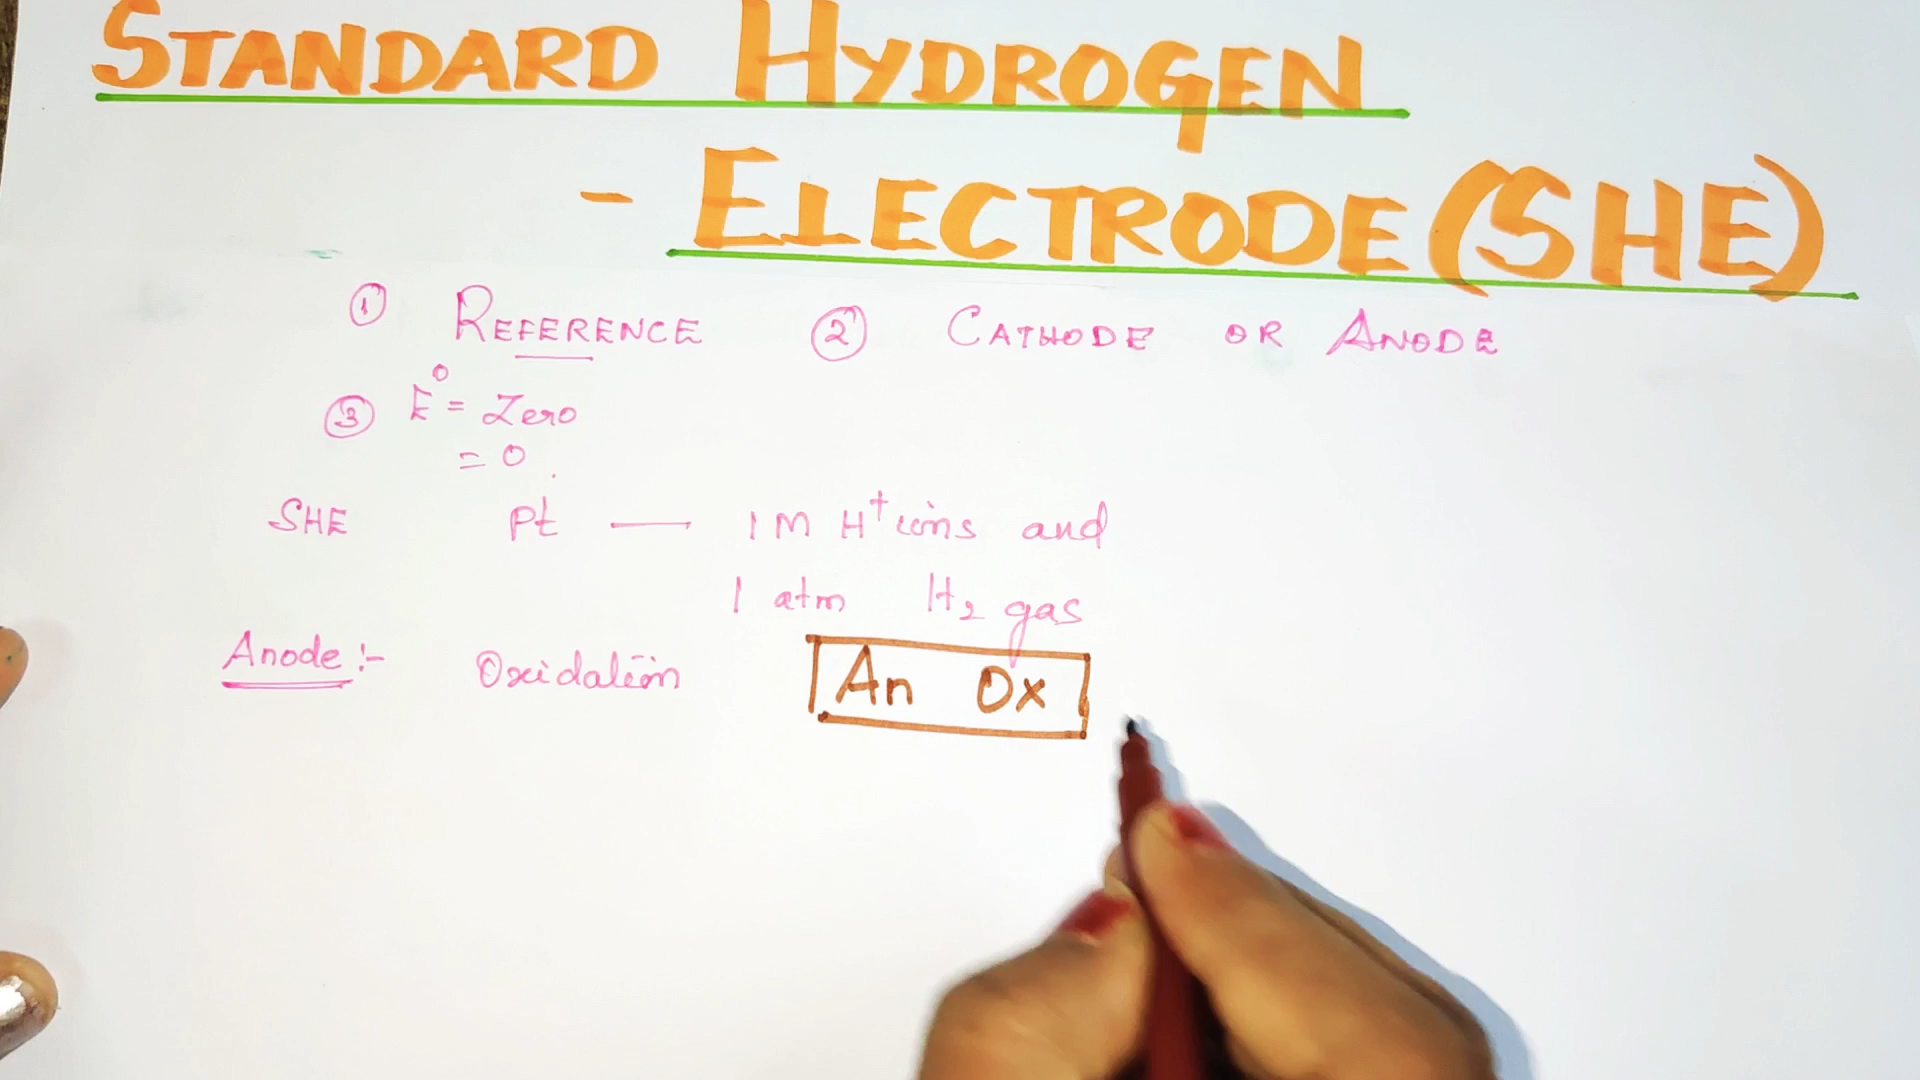 STANDARD HYDROGEN
- ELECTRODE (SHE)
① REFERENCE ② CATHODE OR ANODE
③ E⁰ = Zero
= 0
SHE Pt — 1 M H⁺ ions and
1 atm H₂ gas
Anode :- Oxidation An Ox